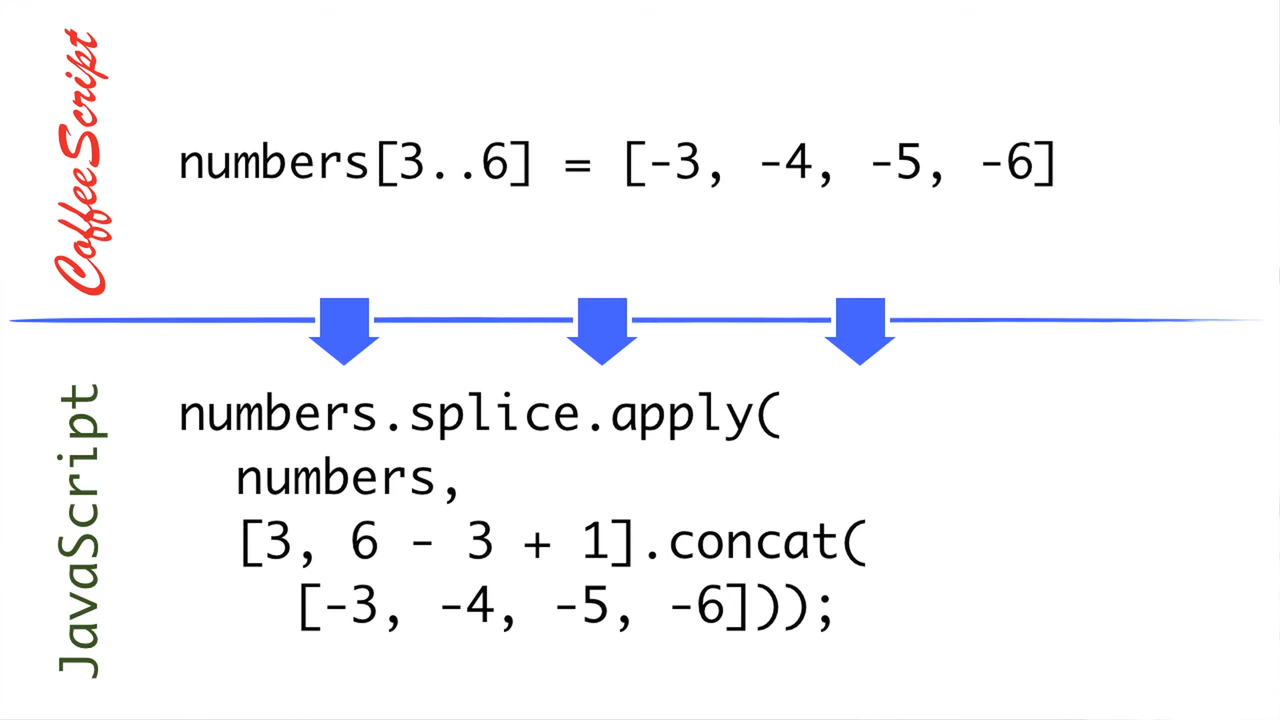 CoffeeScript
numbers[3..6] = [-3, -4, -5, -6]
JavaScript
numbers.splice.apply(
numbers,
[3, 6 - 3 + 1].concat(
[-3, -4, -5, -6]));